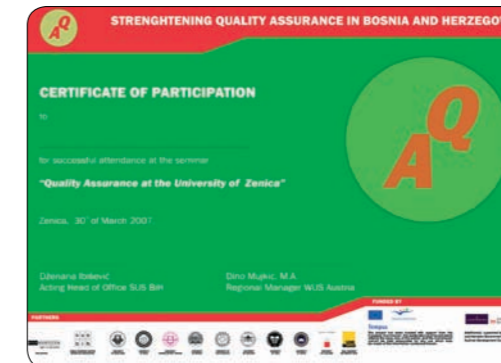 AQ
STRENGHTENING QUALITY ASSURANCE IN BOSNIA AND HERZEGO
CERTIFICATE OF PARTICIPATION
to
for successful attendance at the seminar
"Quality Assurance at the University of Zenica"
AQ
Zenica, 30 of March 2007.
Dženana
Acting Head of Office SUS BiH
Dino Mujkic, M.A
Regional Manager WUS Austria
FUNDED BY
PARTNERS
Tempus